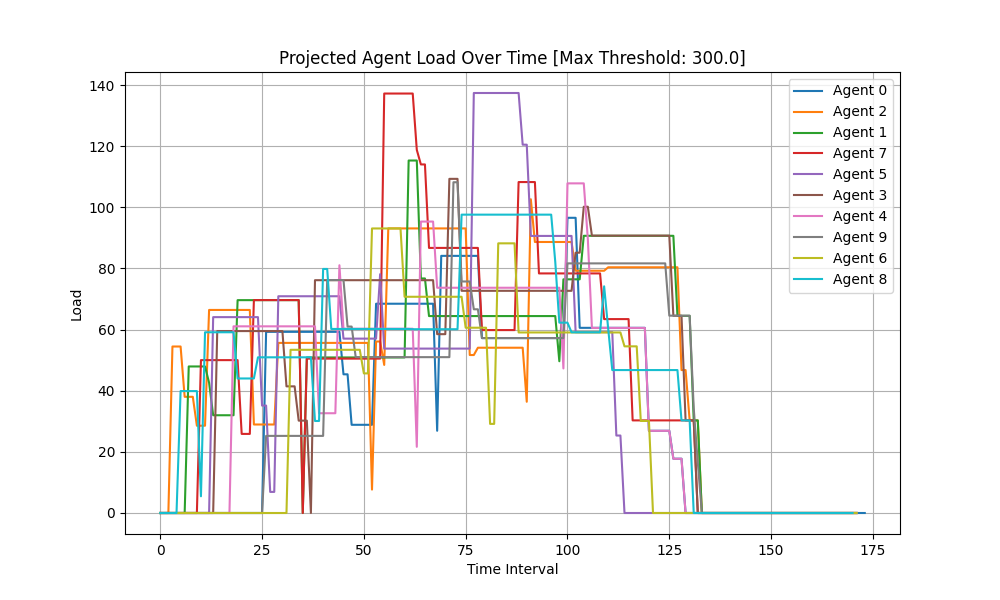 Projected Agent Load Over Time [Max Threshold: 300.0]
Load
140
120
100
80
60
40
20
0
0 25 50 75 100 125 150 175
Time Interval
Agent 0
Agent 2
Agent 1
Agent 7
Agent 5
Agent 3
Agent 4
Agent 9
Agent 6
Agent 8